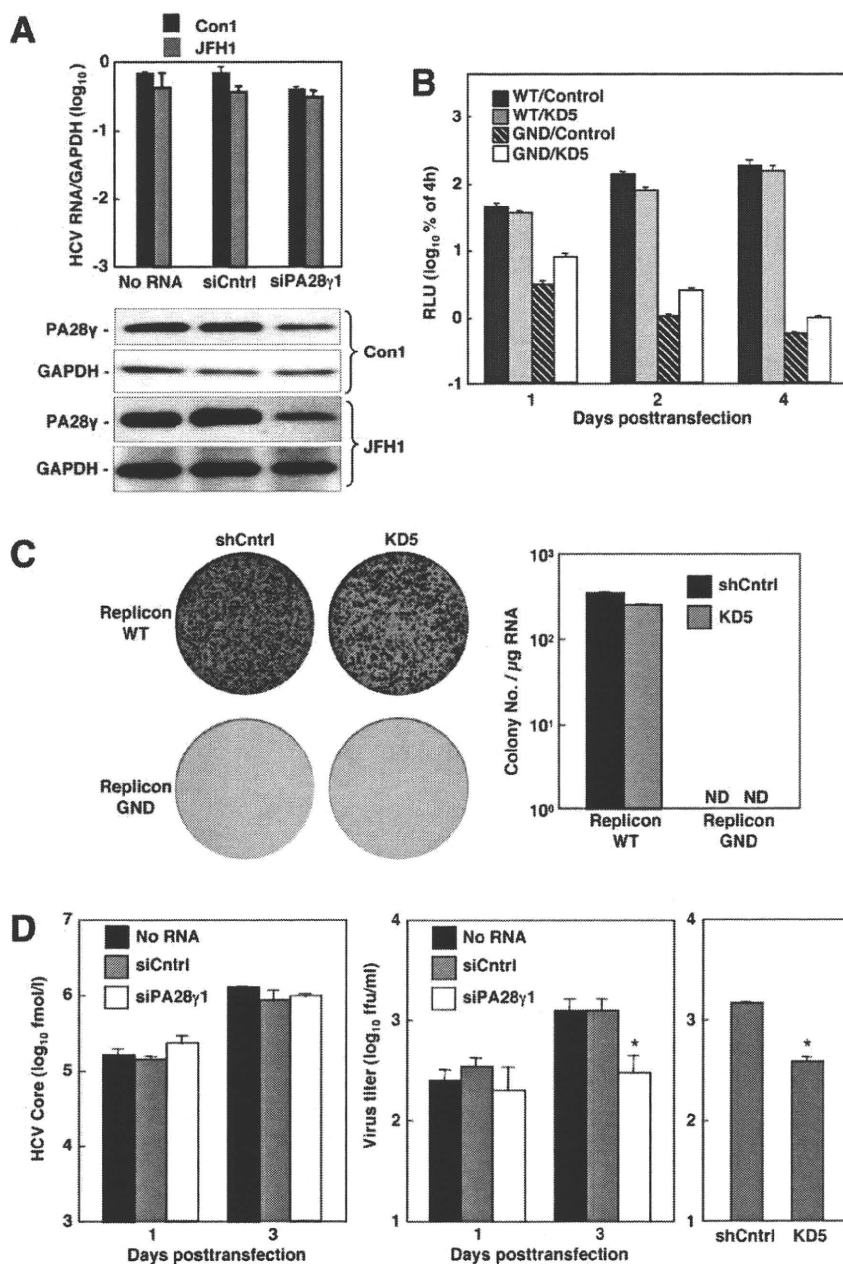 A
Con1
JFH1
HCV RNA/GAPDH (log10)
-0
-1
-2
-3
No RNA siCntrl siPA28γ1
PA28γ -
GAPDH -
Con1
PA28γ -
GAPDH -
JFH1
B
WT/Control
WT/KD5
GND/Control
GND/KD5
RLU (log10 % of 4h)
3
2
1
0
-1
1 2 4
Days posttransfection
C
shCntrl KD5
Replicon
WT
Replicon
GND
Colony No. / μg RNA
10³
10²
10¹
10⁰
shCntrl
KD5
ND ND
Replicon Replicon
WT GND
D
HCV Core (log10 fmol/l)
7
6
5
4
3
No RNA
siCntrl
siPA28γ1
1 3
Days posttransfection
Virus titer (log10 ffu/ml)
4
3
2
1
No RNA
siCntrl
siPA28γ1
*
1 3
Days posttransfection
4
3
2
1
*
shCntrl KD5